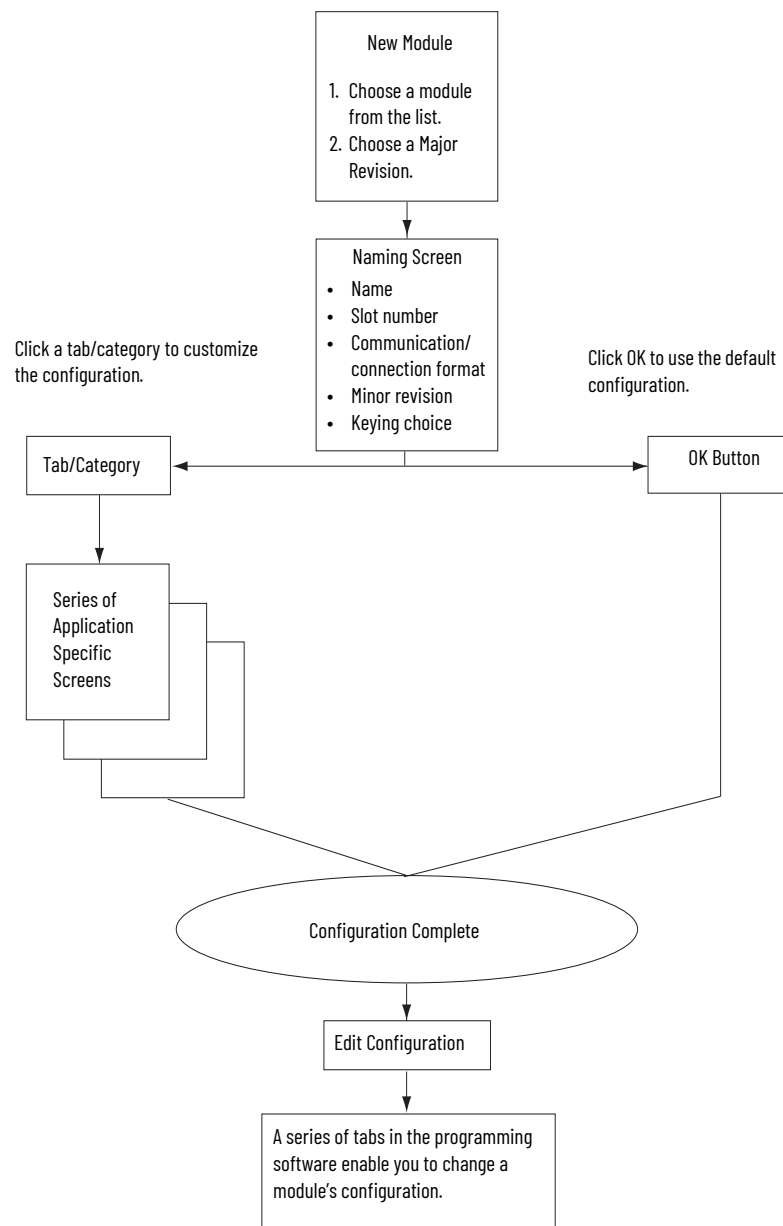 New Module
1. Choose a module
from the list.
2. Choose a Major
Revision.
Naming Screen
• Name
• Slot number
• Communication/
connection format
• Minor revision
• Keying choice
Click a tab/category to customize
the configuration.
Click OK to use the default
configuration.
Tab/Category
OK Button
Series of
Application
Specific
Screens
Configuration Complete
Edit Configuration
A series of tabs in the programming
software enable you to change a
module’s configuration.